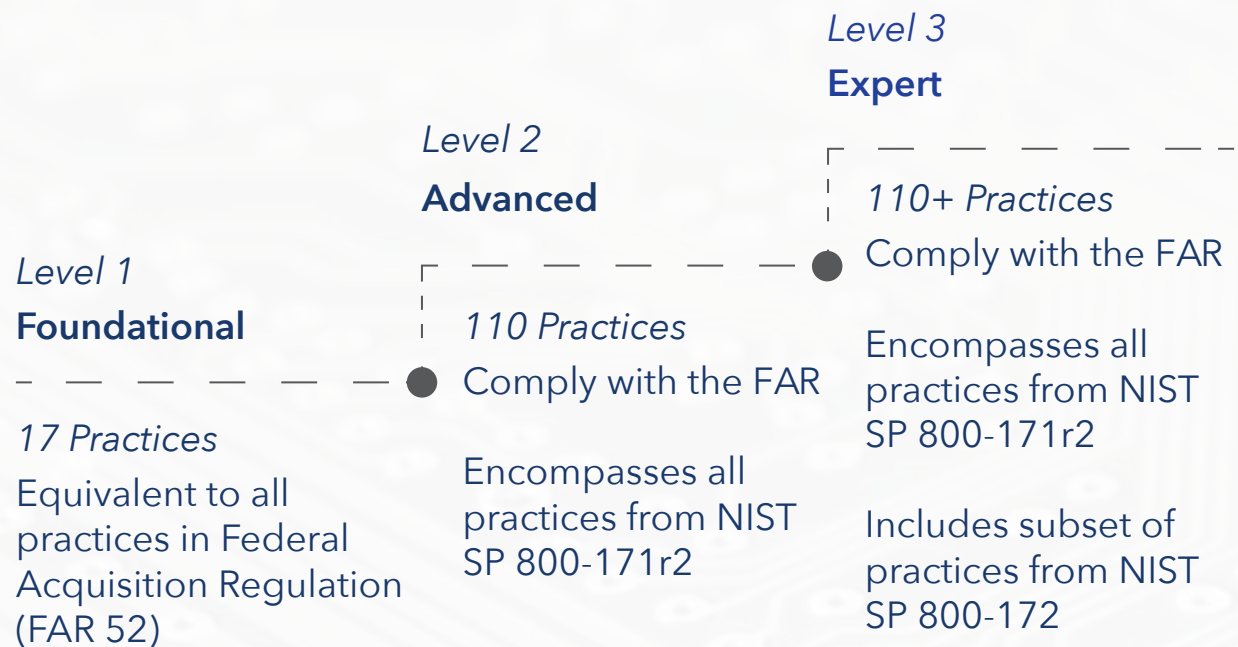 Level 1
Foundational
17 Practices
Equivalent to all
practices in Federal
Acquisition Regulation
(FAR 52)
Level 2
Advanced
110 Practices
Comply with the FAR
Encompasses all
practices from NIST
SP 800-171r2
Level 3
Expert
110+ Practices
Comply with the FAR
Encompasses all
practices from NIST
SP 800-171r2
Includes subset of
practices from NIST
SP 800-172